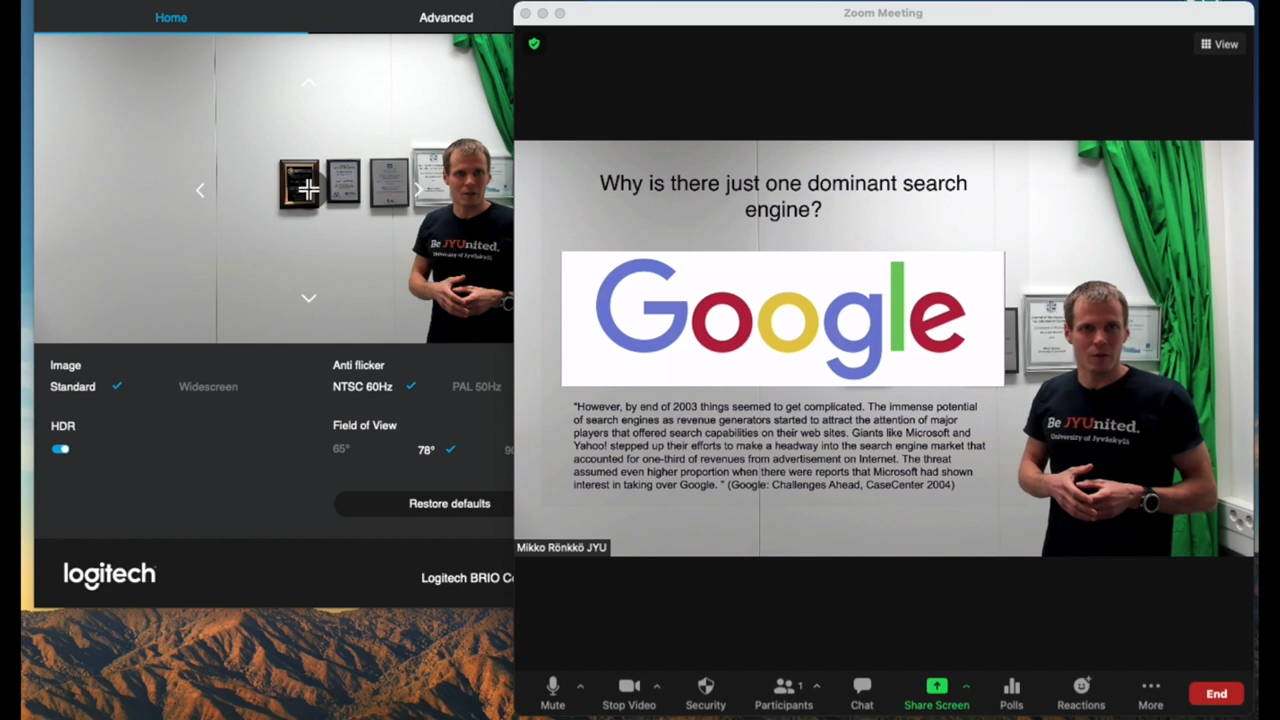 Home
Advanced
Image
Standard
Widescreen
Anti flicker
NTSC 60Hz
PAL 50Hz
HDR
Field of View
65°
78°
Restore defaults
logitech
Logitech BRIO
Be JYUnited.
University of Jyväskylä
Zoom Meeting
View
Why is there just one dominant search
engine?
Google
"However, by end of 2003 things seemed to get complicated. The immense potential
of search engines as revenue generators started to attract the attention of major
players that offered search capabilities on their web sites. Giants like Microsoft and
Yahoo! stepped up their efforts to make a headway into the search engine market that
accounted for one-third of revenues from advertisement on Internet. The threat
assumed even higher proportion when there were reports that Microsoft had shown
interest in taking over Google. " (Google: Challenges Ahead, CaseCenter 2004)
Be JYUnited.
University of Jyväskylä
Mikko Rönkkö JYU
Mute
Stop Video
Security
1
Participants
Chat
Share Screen
Polls
Reactions
More
End